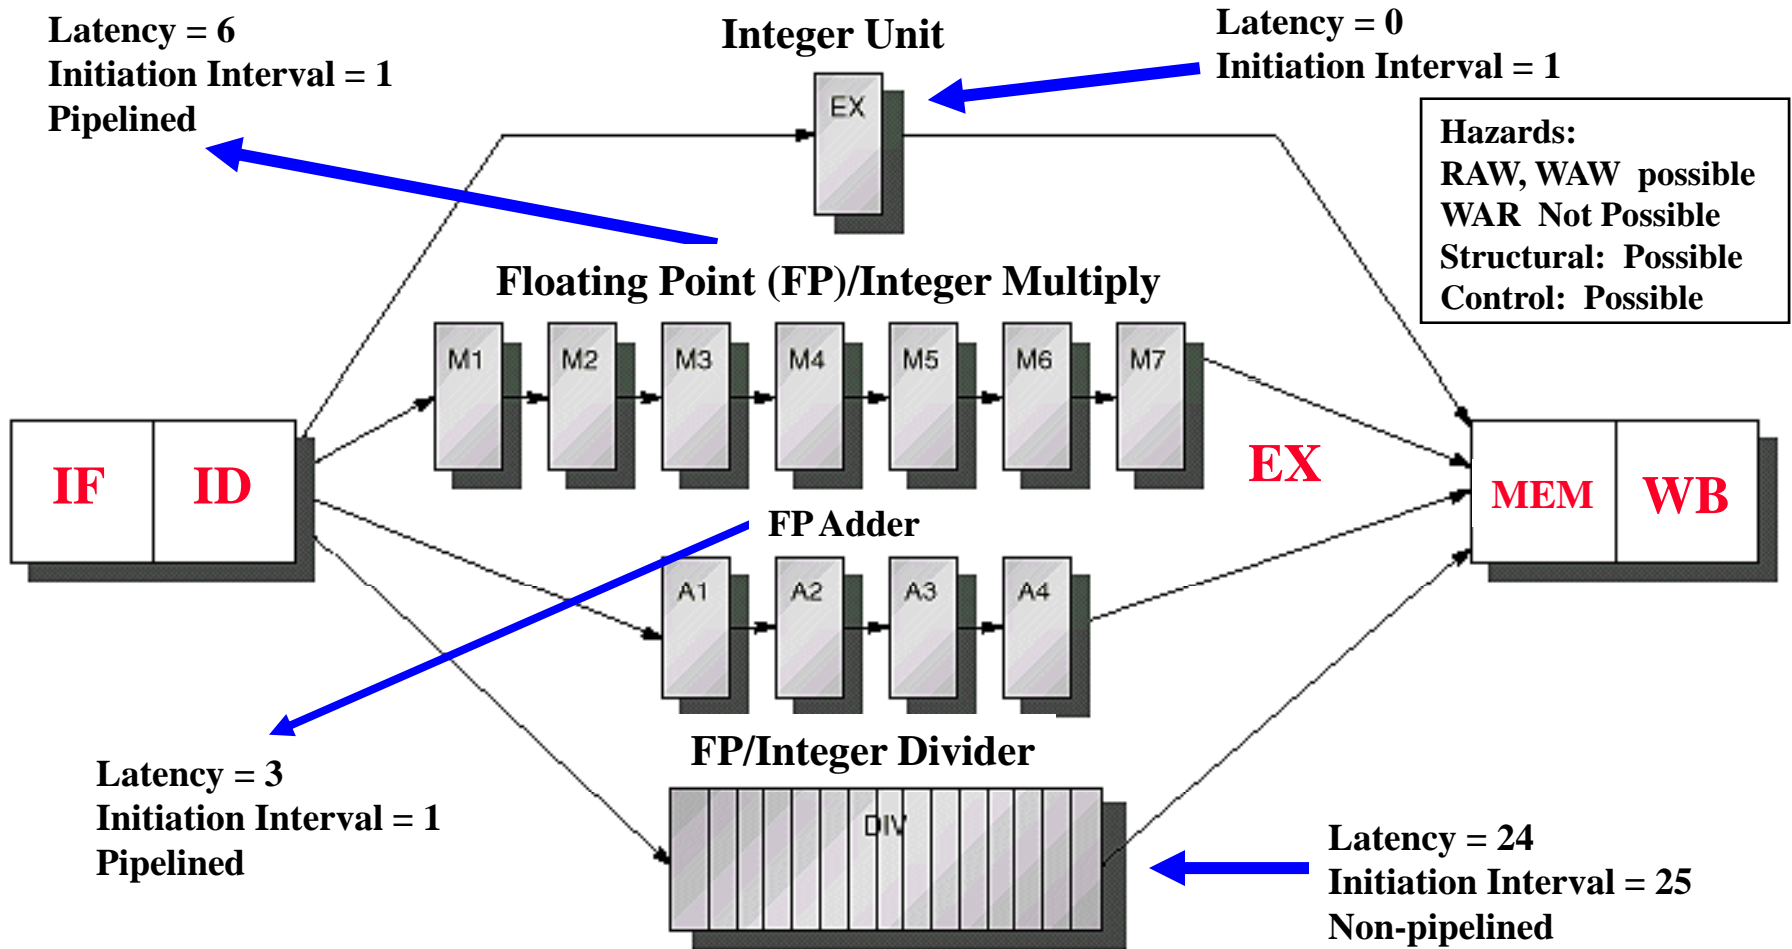 Latency = 6
Initiation Interval = 1
Pipelined
Integer Unit
Latency = 0
Initiation Interval = 1
EX
Hazards:
RAW, WAW possible
WAR Not Possible
Structural: Possible
Control: Possible
Floating Point (FP)/Integer Multiply
M1
M2
M3
M4
M5
M6
M7
IF
ID
EX
MEM
WB
FP Adder
A1
A2
A3
A4
FP/Integer Divider
DIV
Latency = 3
Initiation Interval = 1
Pipelined
Latency = 24
Initiation Interval = 25
Non-pipelined